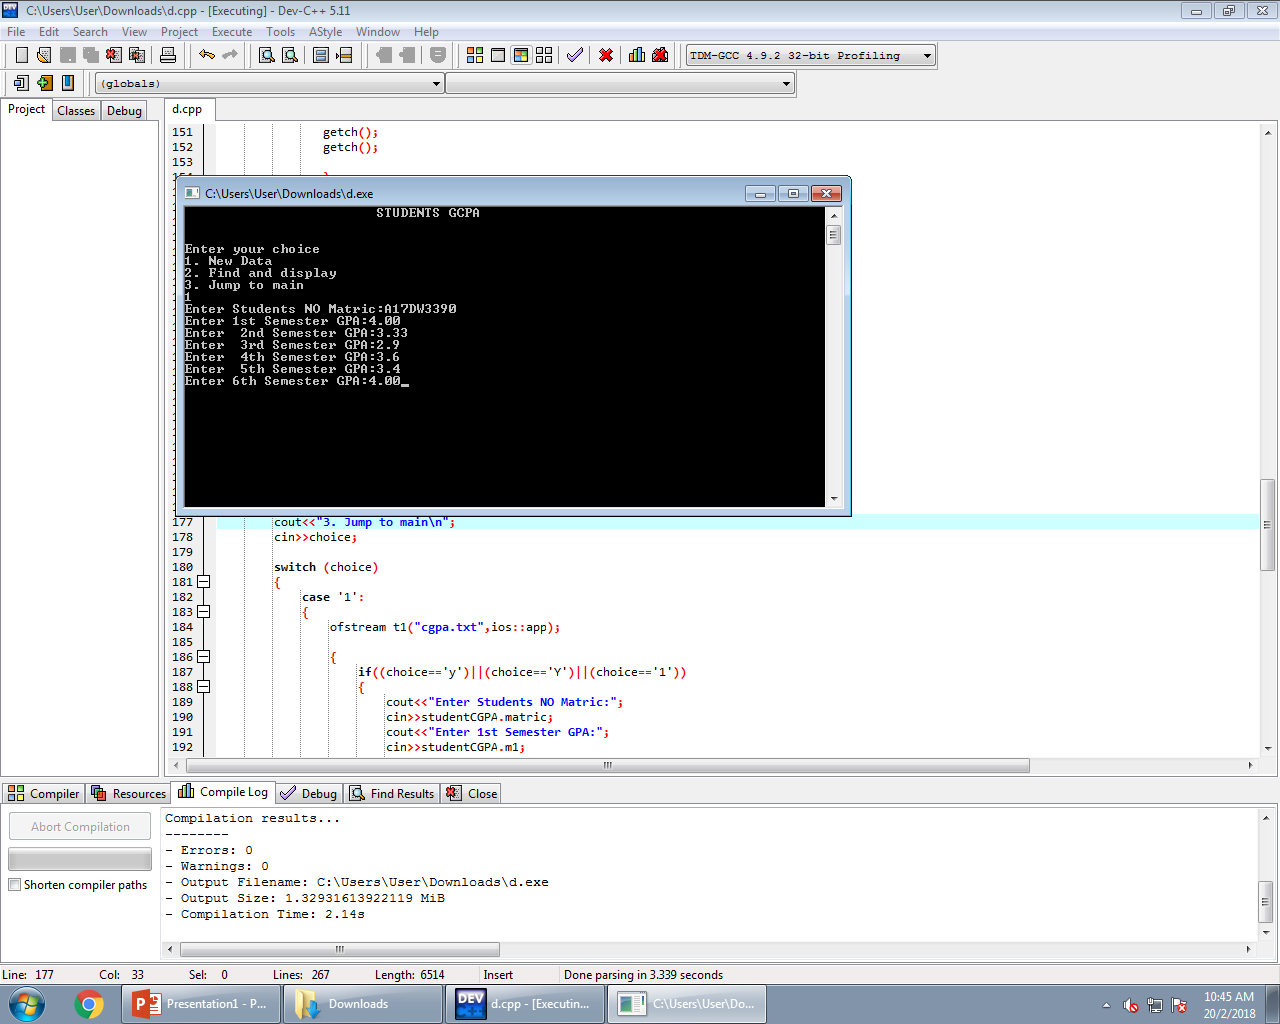 C:\Users\User\Downloads\d.cpp - [Executing] - Dev-C++ 5.11
File Edit Search View Project Execute Tools AStyle Window Help
TDM-GCC 4.9.2 32-bit Profiling
(globals)
Project Classes Debug
d.cpp
151 getch();
152 getch();
153
C:\Users\User\Downloads\d.exe
STUDENTS GCPA
Enter your choice
1. New Data
2. Find and display
3. Jump to main
1
Enter Students NO Matric:A17DW3390
Enter 1st Semester GPA:4.00
Enter  2nd Semester GPA:3.33
Enter  3rd Semester GPA:2.9
Enter  4th Semester GPA:3.6
Enter  5th Semester GPA:3.4
Enter 6th Semester GPA:4.00_
177 cout<<"3. Jump to main\n";
178 cin>>choice;
179
180 switch (choice)
181 {
182 case '1':
183 {
184 ofstream t1("cgpa.txt",ios::app);
185
186 {
187 if((choice=='y')||(choice=='Y')||(choice=='1'))
188 {
189 cout<<"Enter Students NO Matric:";
190 cin>>studentCGPA.matric;
191 cout<<"Enter 1st Semester GPA:";
192 cin>>studentCGPA.m1;
Compiler Resources Compile Log Debug Find Results Close
Abort Compilation
Shorten compiler paths
Compilation results...
--------
- Errors: 0
- Warnings: 0
- Output Filename: C:\Users\User\Downloads\d.exe
- Output Size: 1.32931613922119 MiB
- Compilation Time: 2.14s
Line: 177 Col: 33 Sel: 0 Lines: 267 Length: 6514 Insert Done parsing in 3.339 seconds
Presentation1 - P... Downloads DEV d.cpp - [Executin... C:\Users\User\Do...
10:45 AM
20/2/2018